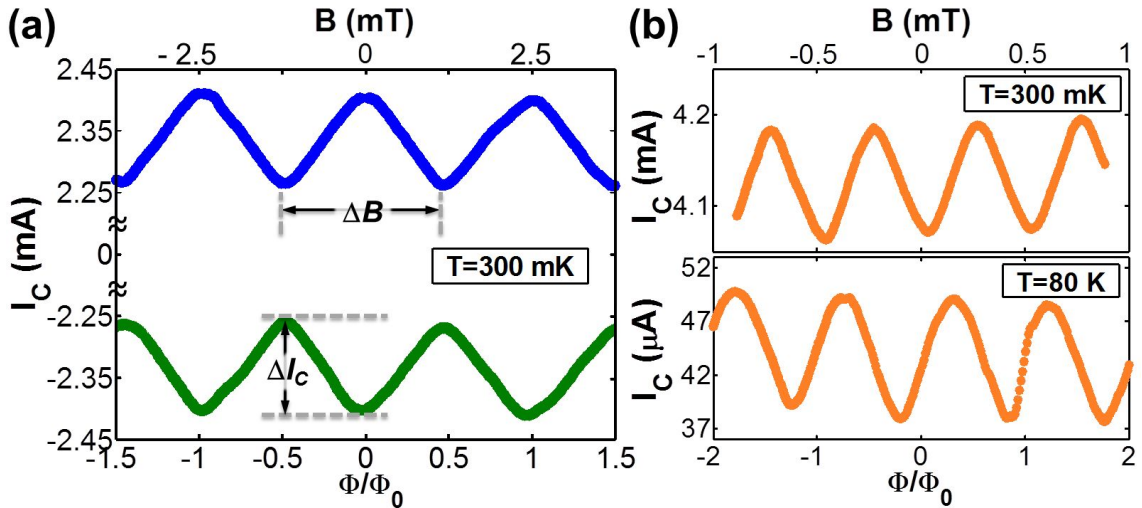 (a)
B (mT)
- 2.5 0 2.5
2.45
2.35
2.25
≈
0
≈
-2.25
-2.35
-2.45
I_C (mA)
ΔB
T=300 mK
ΔI_C
-1.5 -1 -0.5 0 0.5 1 1.5
Φ/Φ_0
(b)
B (mT)
-1 -0.5 0 0.5 1
T=300 mK
4.2
4.1
I_C (mA)
T=80 K
52
47
42
37
I_C (μA)
-2 -1 0 1 2
Φ/Φ_0